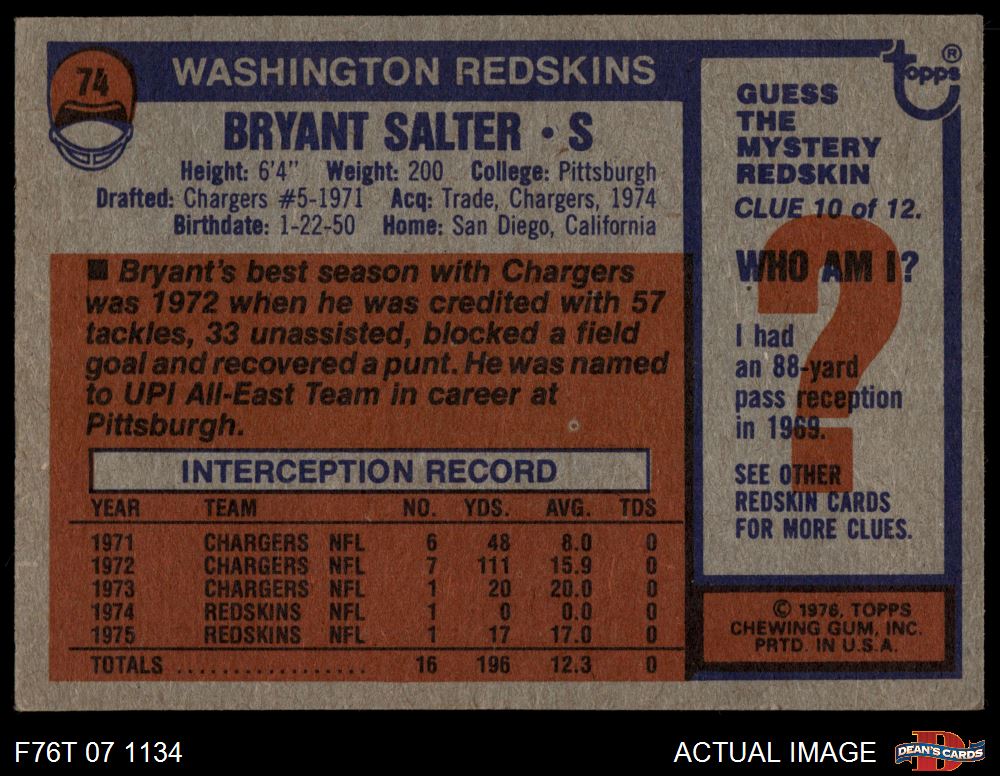 74
WASHINGTON REDSKINS
BRYANT SALTER • S
Height: 6'4" Weight: 200 College: Pittsburgh
Drafted: Chargers #5-1971 Acq: Trade, Chargers, 1974
Birthdate: 1-22-50 Home: San Diego, California
■ Bryant's best season with Chargers
was 1972 when he was credited with 57
tackles, 33 unassisted, blocked a field
goal and recovered a punt. He was named
to UPI All-East Team in career at
Pittsburgh.
INTERCEPTION RECORD
YEAR TEAM NO. YDS. AVG. TDS
1971 CHARGERS NFL 6 48 8.0 0
1972 CHARGERS NFL 7 111 15.9 0
1973 CHARGERS NFL 1 20 20.0 0
1974 REDSKINS NFL 1 0 0.0 0
1975 REDSKINS NFL 1 17 17.0 0
TOTALS .................. 16 196 12.3 0
topps ®
GUESS
THE
MYSTERY
REDSKIN
CLUE 10 of 12.
?
WHO AM I?
I had
an 88-yard
pass reception
in 1969.
SEE OTHER
REDSKIN CARDS
FOR MORE CLUES.
© 1976, TOPPS
CHEWING GUM, INC.
PRTD. IN U.S.A.
F76T 07 1134
ACTUAL IMAGE
D
DEAN'S CARDS